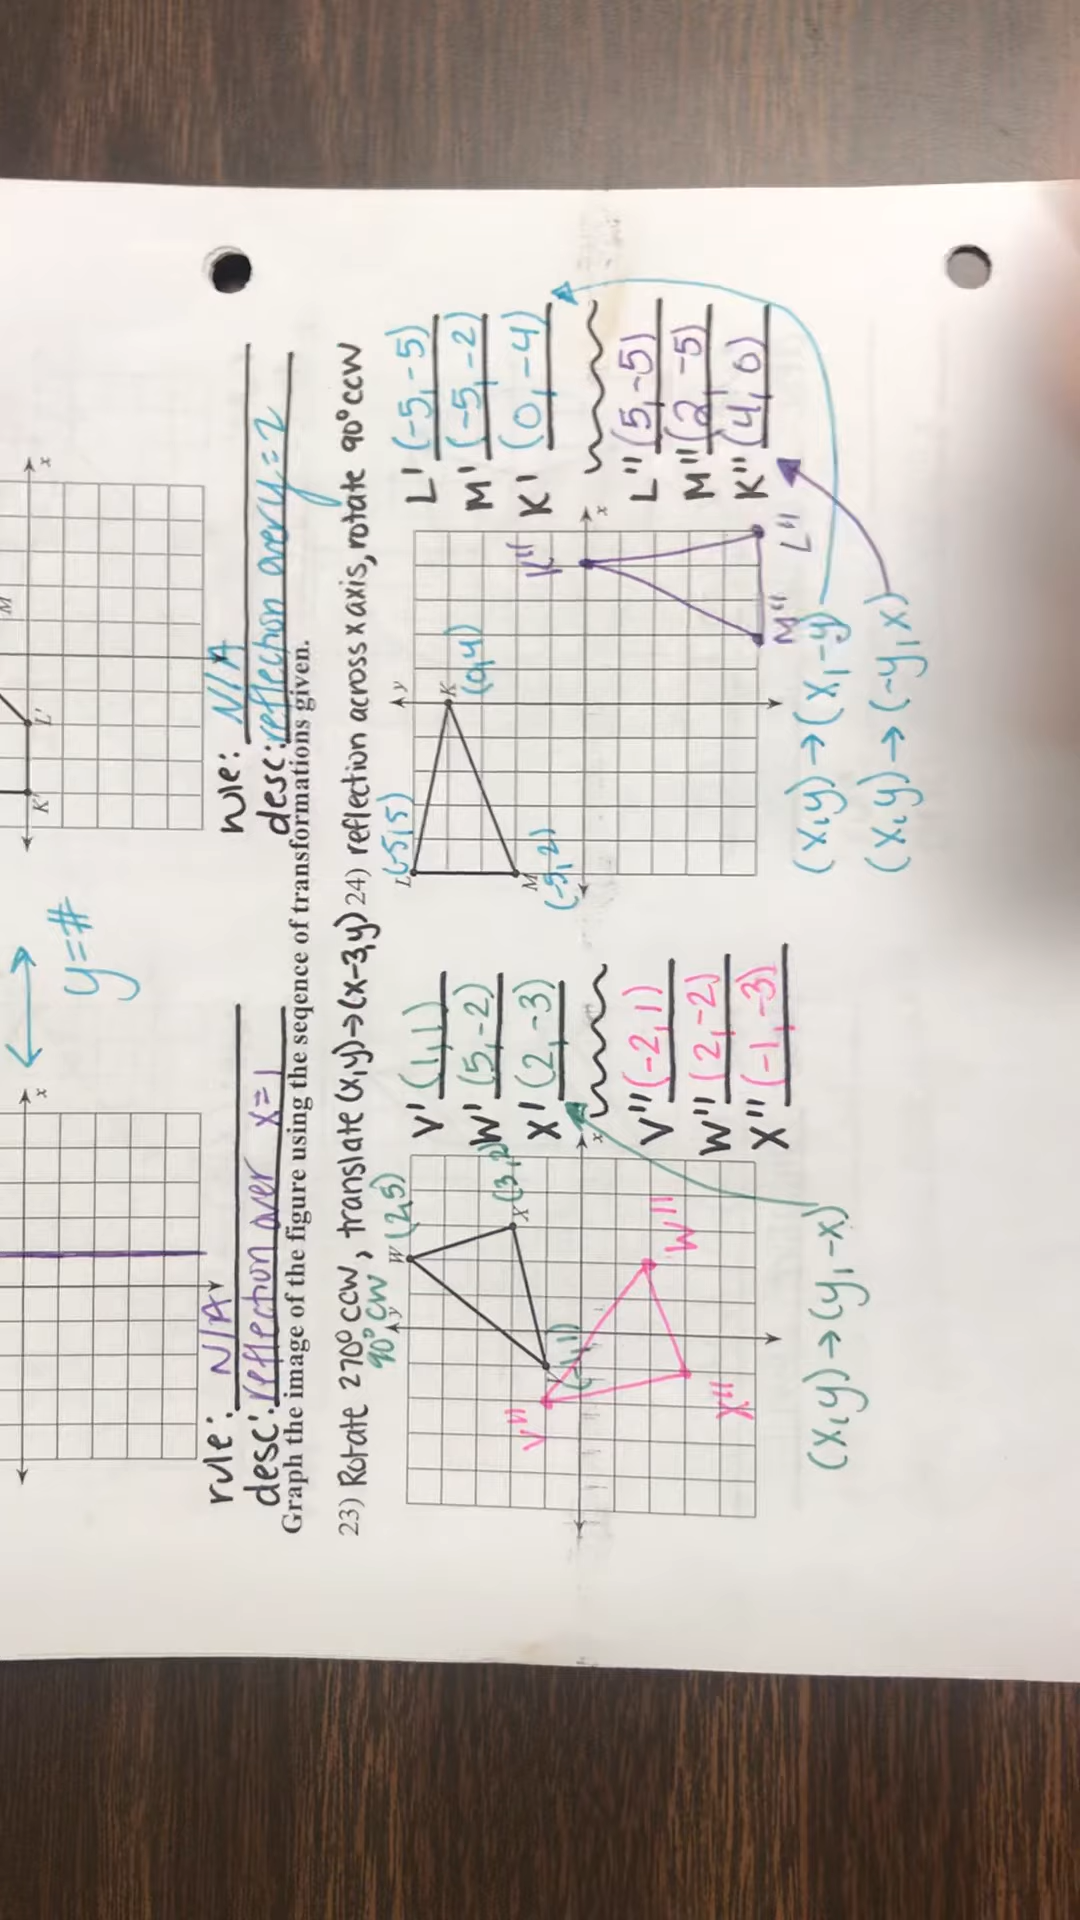 x
y=#
x
M
K'
L'
rule: N/A
desc: reflection over x=1
rule: N/A
desc: reflection over y=2
Graph the image of the figure using the seqence of transformations given.
23) Rotate 270° CCW, translate (x,y)→(x-3,y)
90° CW
W (2,5)
y
X (3,2)
(-1,1)
x
V"
W"
X"
V' (1,1)
W' (5,-2)
X' (2,-3)
V" (-2,1)
W" (2,-2)
X" (-1,-3)
(x,y)→(y,-x)
24) reflection across x axis, rotate 90° ccw
L (-5,5)
y
K
(0,4)
M
(-5,2)
x
K"
M"
L"
L' (-5,-5)
M' (-5,-2)
K' (0,-4)
L" (5,-5)
M" (2,-5)
K" (4,0)
(x,y)→(x,-y)
(x,y)→(-y,x)